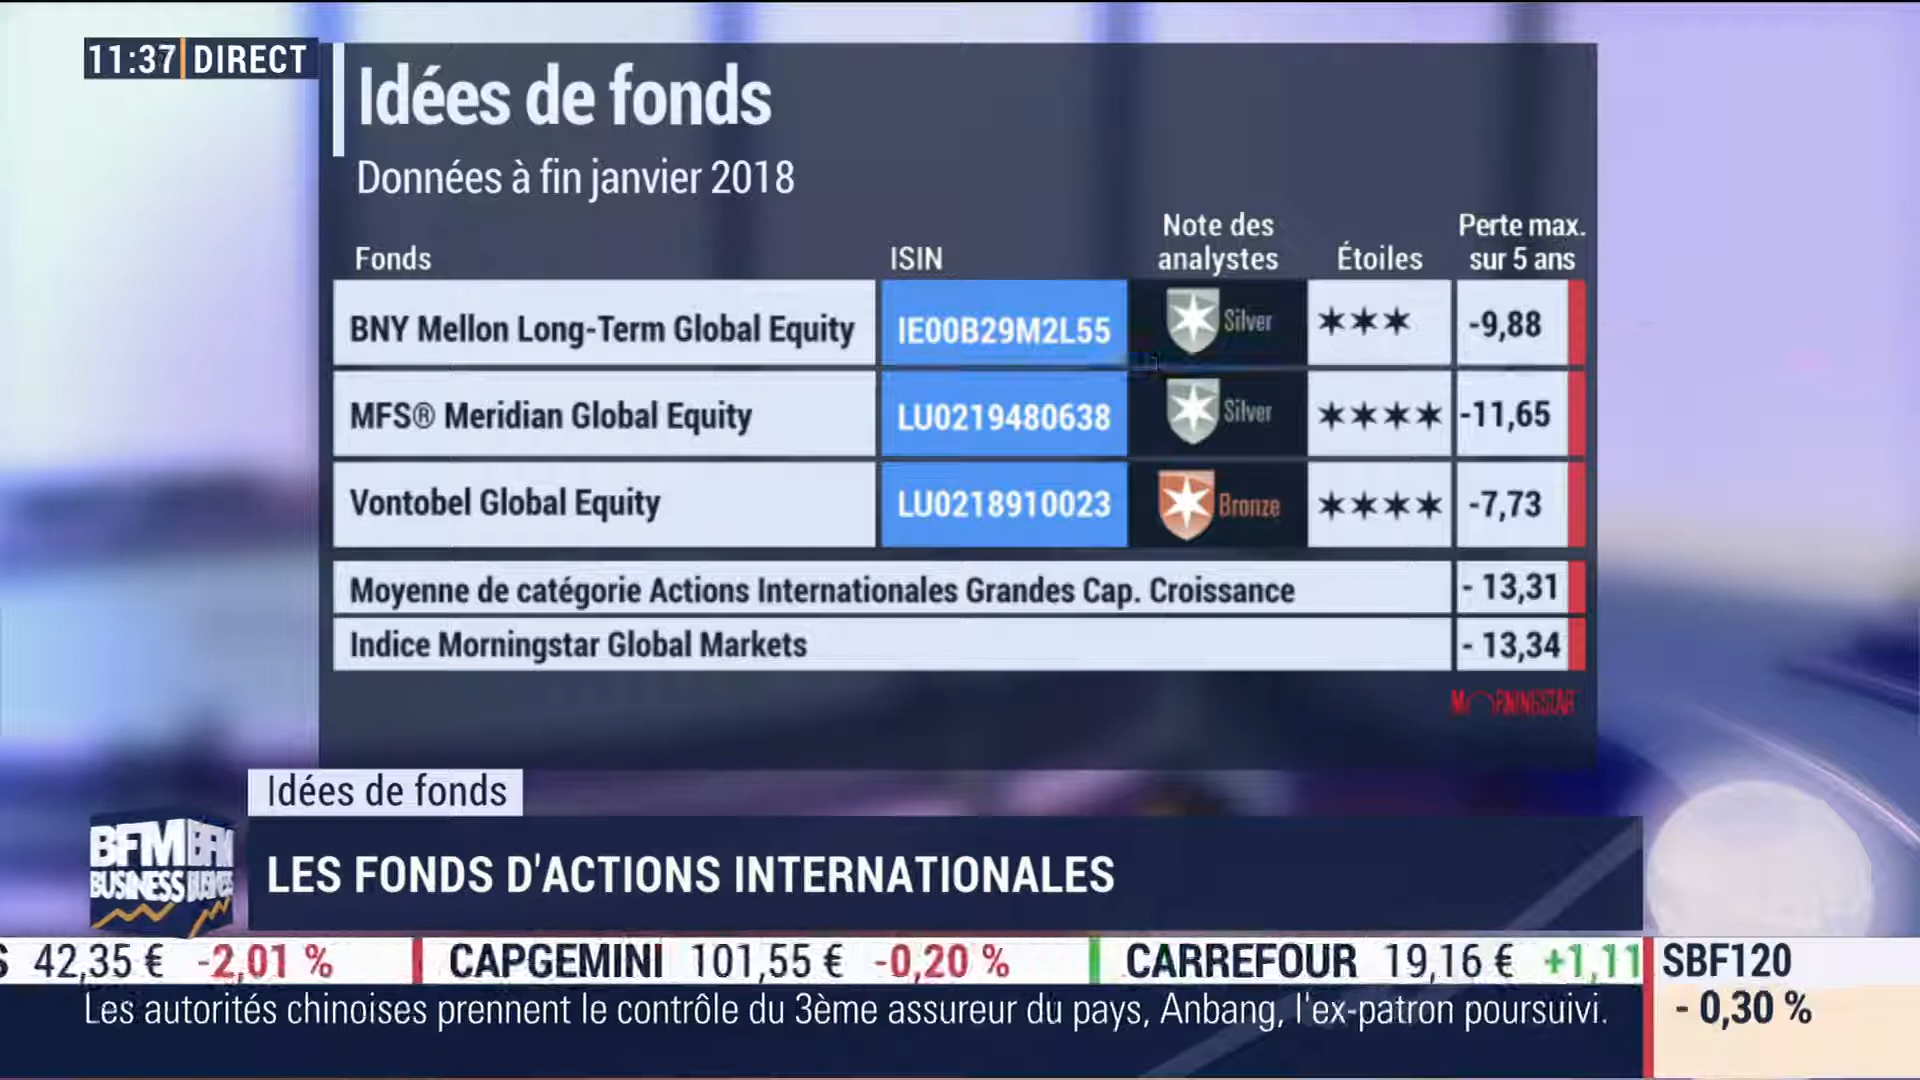 11:37 DIRECT
Idées de fonds
Données à fin janvier 2018
Fonds ISIN Note des analystes Étoiles Perte max. sur 5 ans
BNY Mellon Long-Term Global Equity IE00B29M2L55 Silver ★★★ -9,88
MFS® Meridian Global Equity LU0219480638 Silver ★★★★ -11,65
Vontobel Global Equity LU0218910023 Bronze ★★★★ -7,73
Moyenne de catégorie Actions Internationales Grandes Cap. Croissance - 13,31
Indice Morningstar Global Markets - 13,34
MORNINGSTAR
Idées de fonds
BFM BUSINESS
LES FONDS D'ACTIONS INTERNATIONALES
S 42,35 € -2,01 % CAPGEMINI 101,55 € -0,20 % CARREFOUR 19,16 € +1,11
SBF120
- 0,30 %
Les autorités chinoises prennent le contrôle du 3ème assureur du pays, Anbang, l'ex-patron poursuivi.